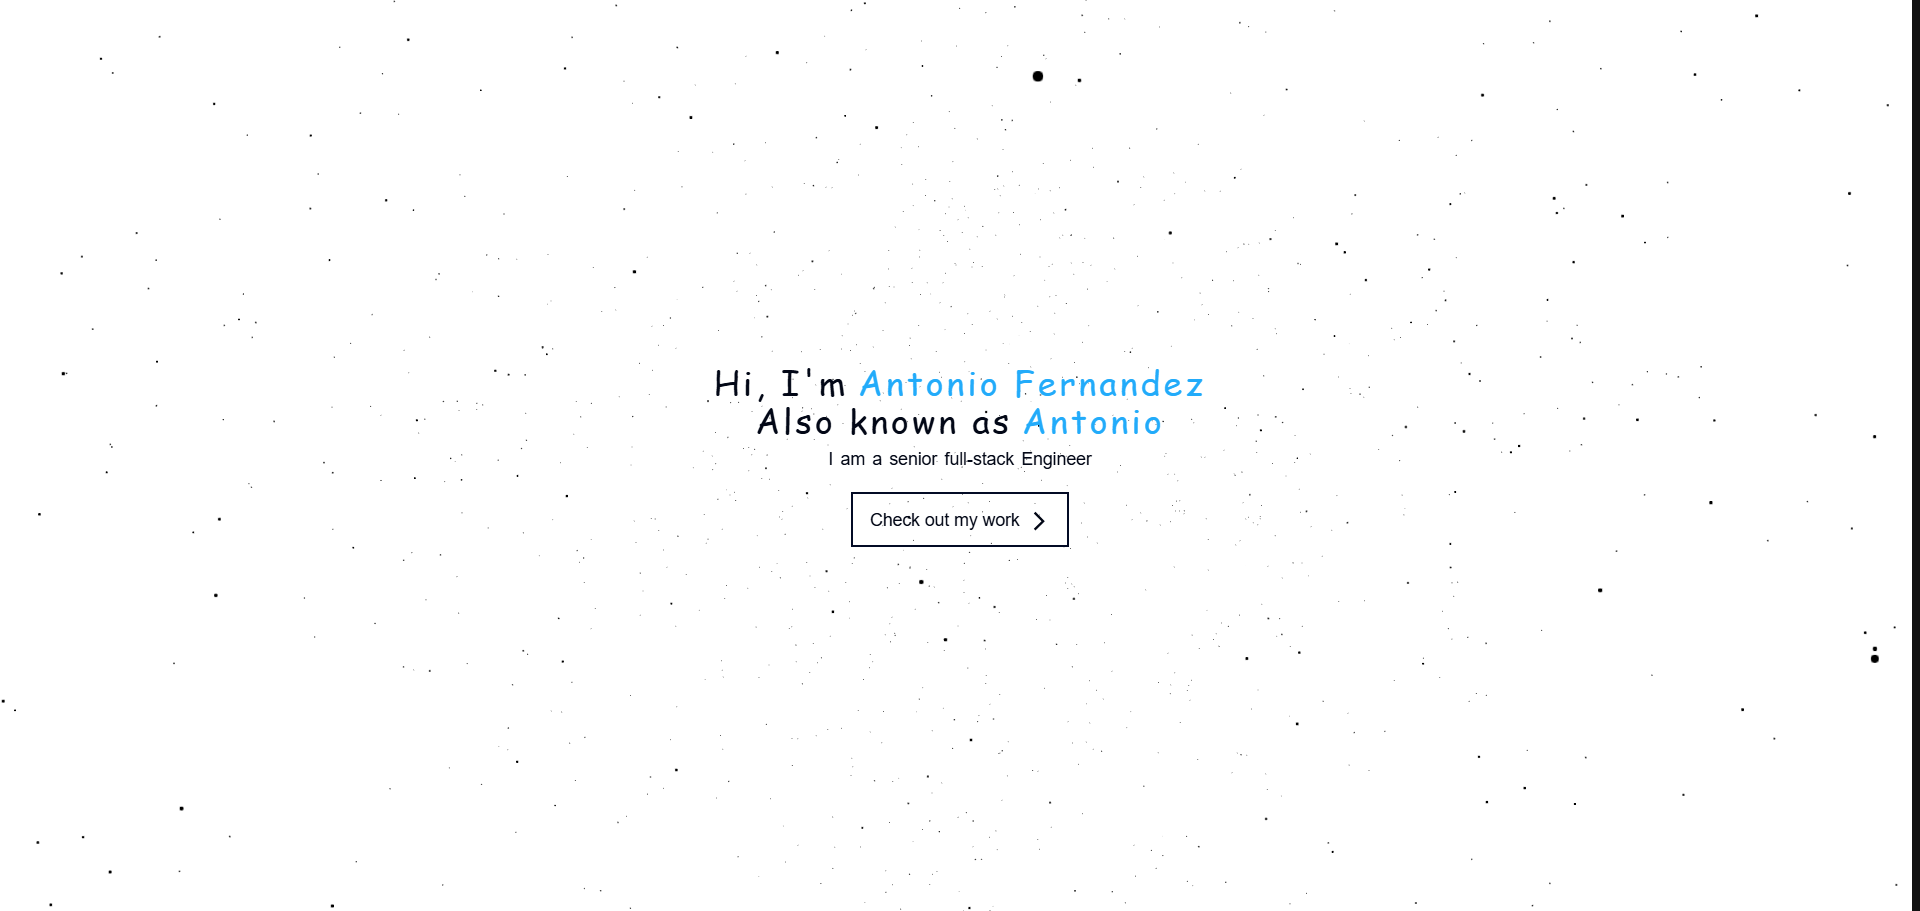 Hi, I'm Antonio Fernandez
Also known as Antonio
I am a senior full-stack Engineer
Check out my work